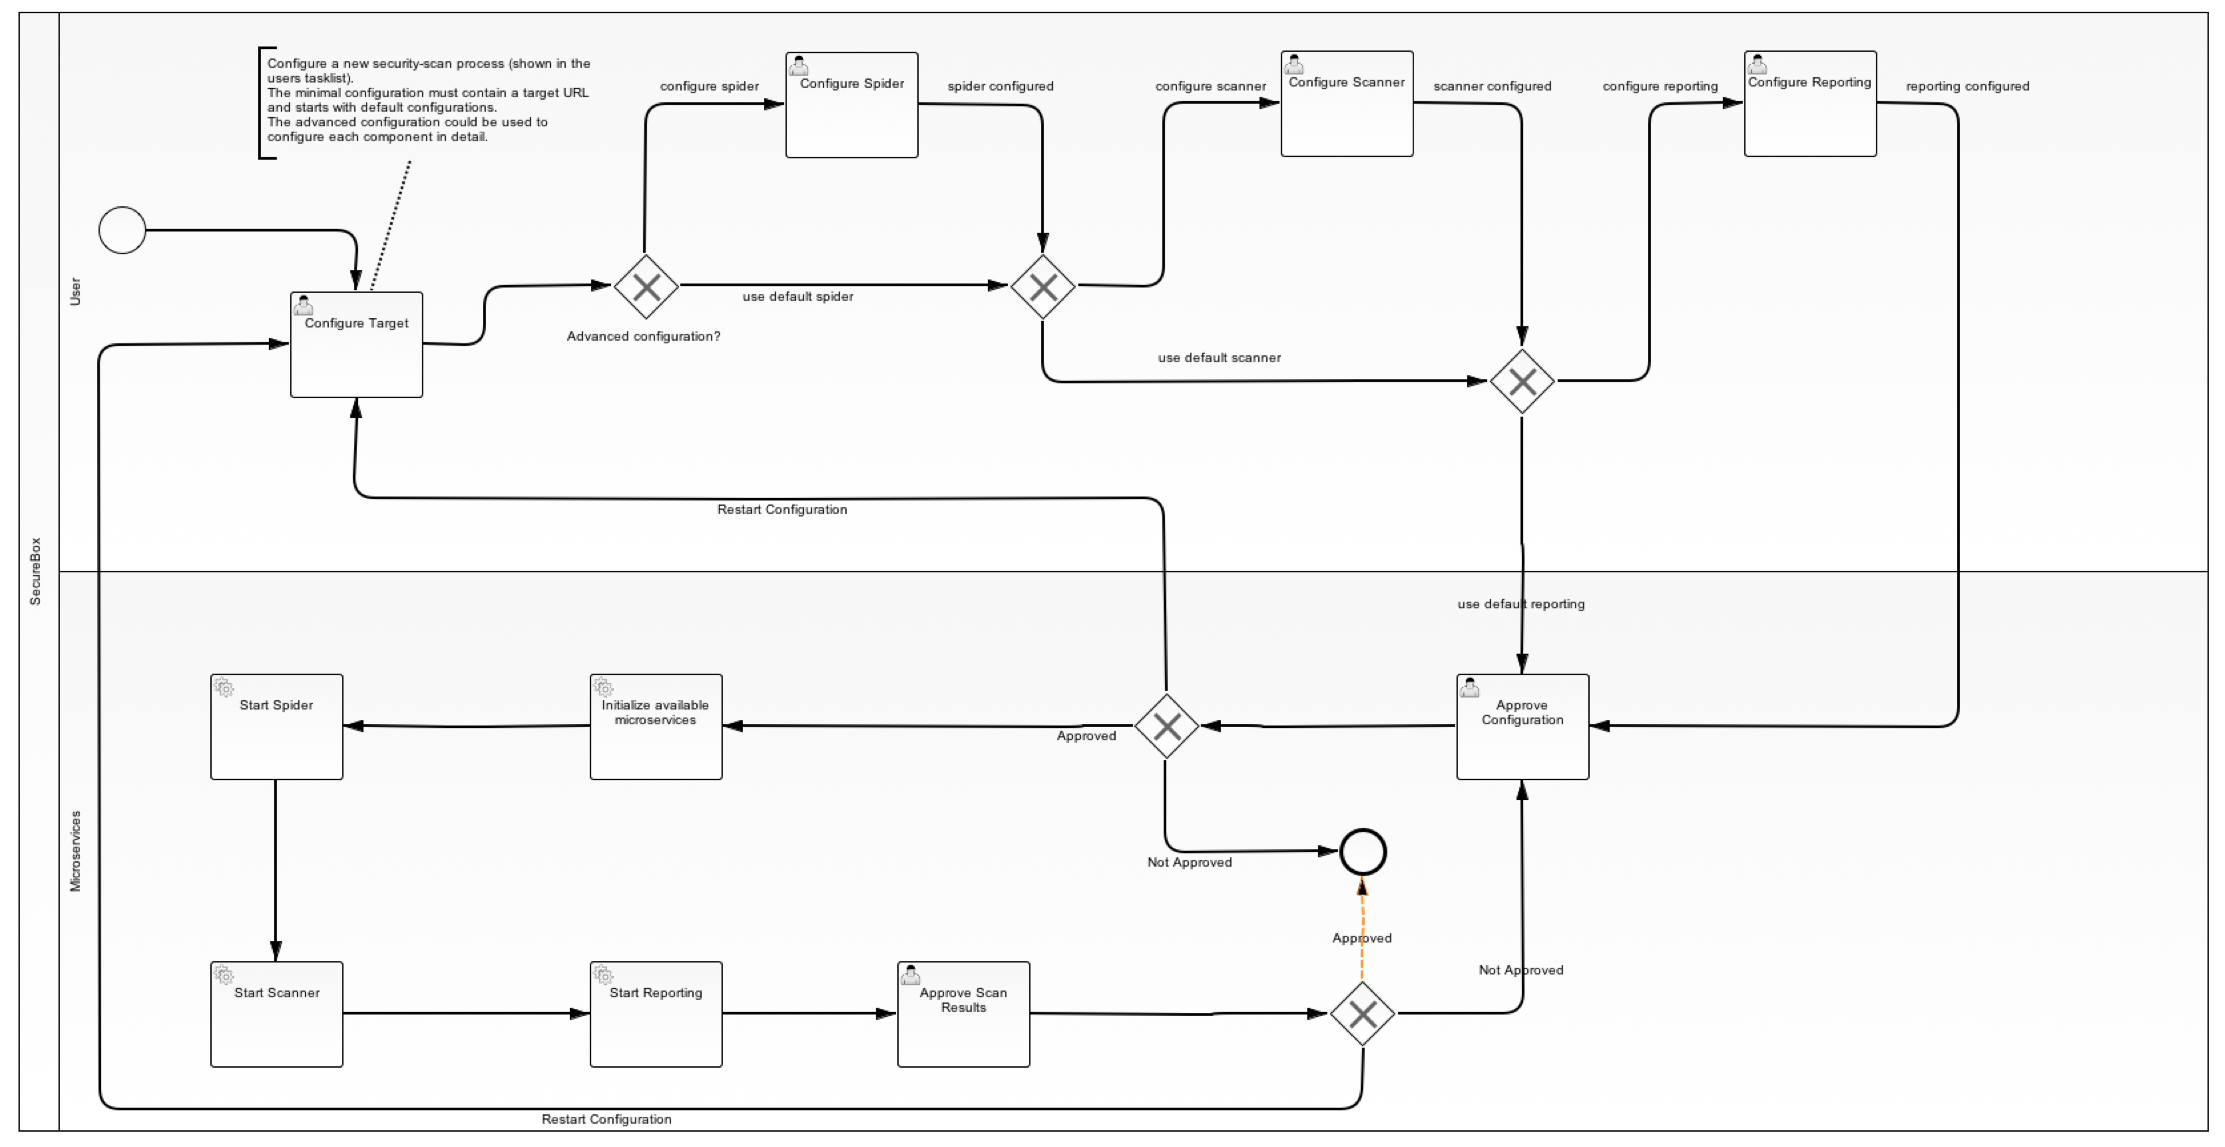 SecureBox
User
Configure a new security-scan process (shown in the
users tasklist).
The minimal configuration must contain a target URL
and starts with default configurations.
The advanced configuration could be used to
configure each component in detail.
configure spider
Configure Spider
spider configured
configure scanner
Configure Scanner
scanner configured
configure reporting
Configure Reporting
reporting configured
Configure Target
use default spider
Advanced configuration?
use default scanner
Restart Configuration
Microservices
use default reporting
Start Spider
Initialize available
microservices
Approved
Approve
Configuration
Not Approved
Approved
Not Approved
Start Scanner
Start Reporting
Approve Scan
Results
Restart Configuration